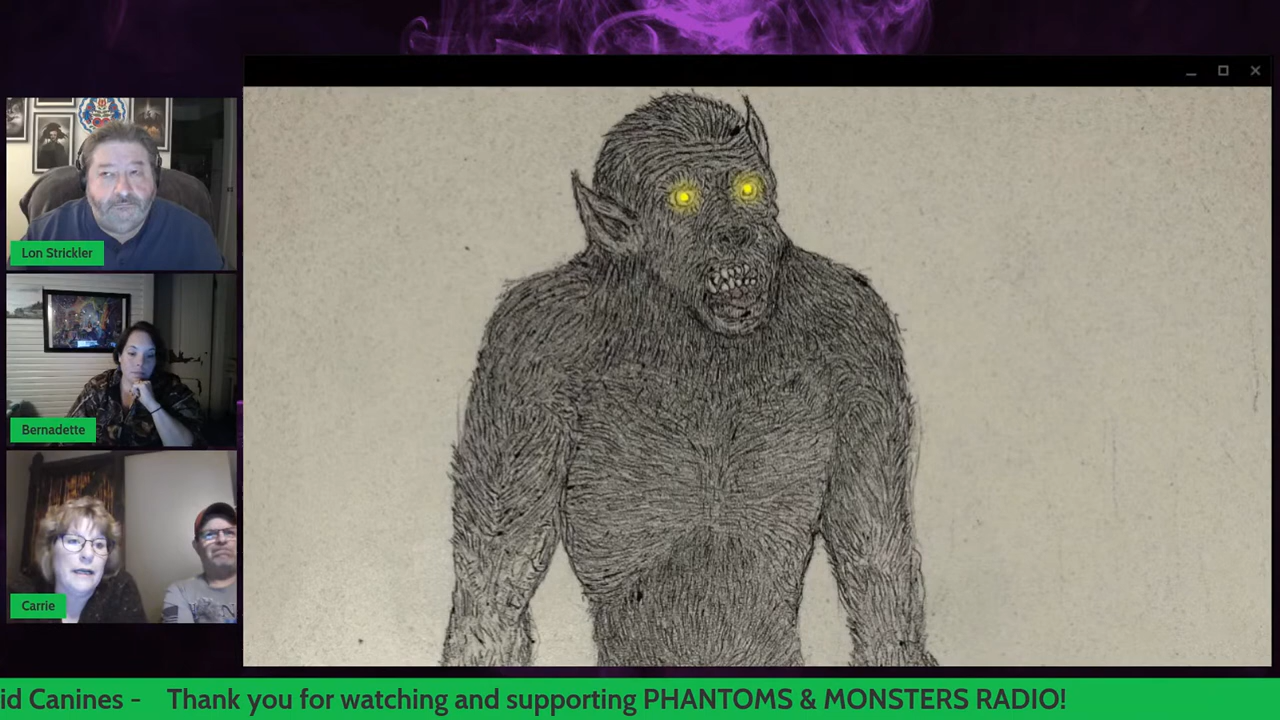 Lon Strickler
Bernadette
Carrie
id Canines -    Thank you for watching and supporting PHANTOMS & MONSTERS RADIO!